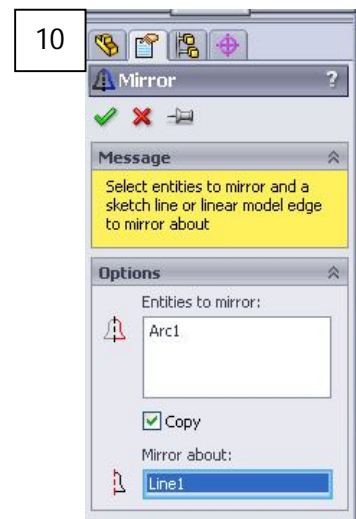 10
Mirror ?
Message
Select entities to mirror and a
sketch line or linear model edge
to mirror about
Options
Entities to mirror:
Arc1
Copy
Mirror about:
Line1